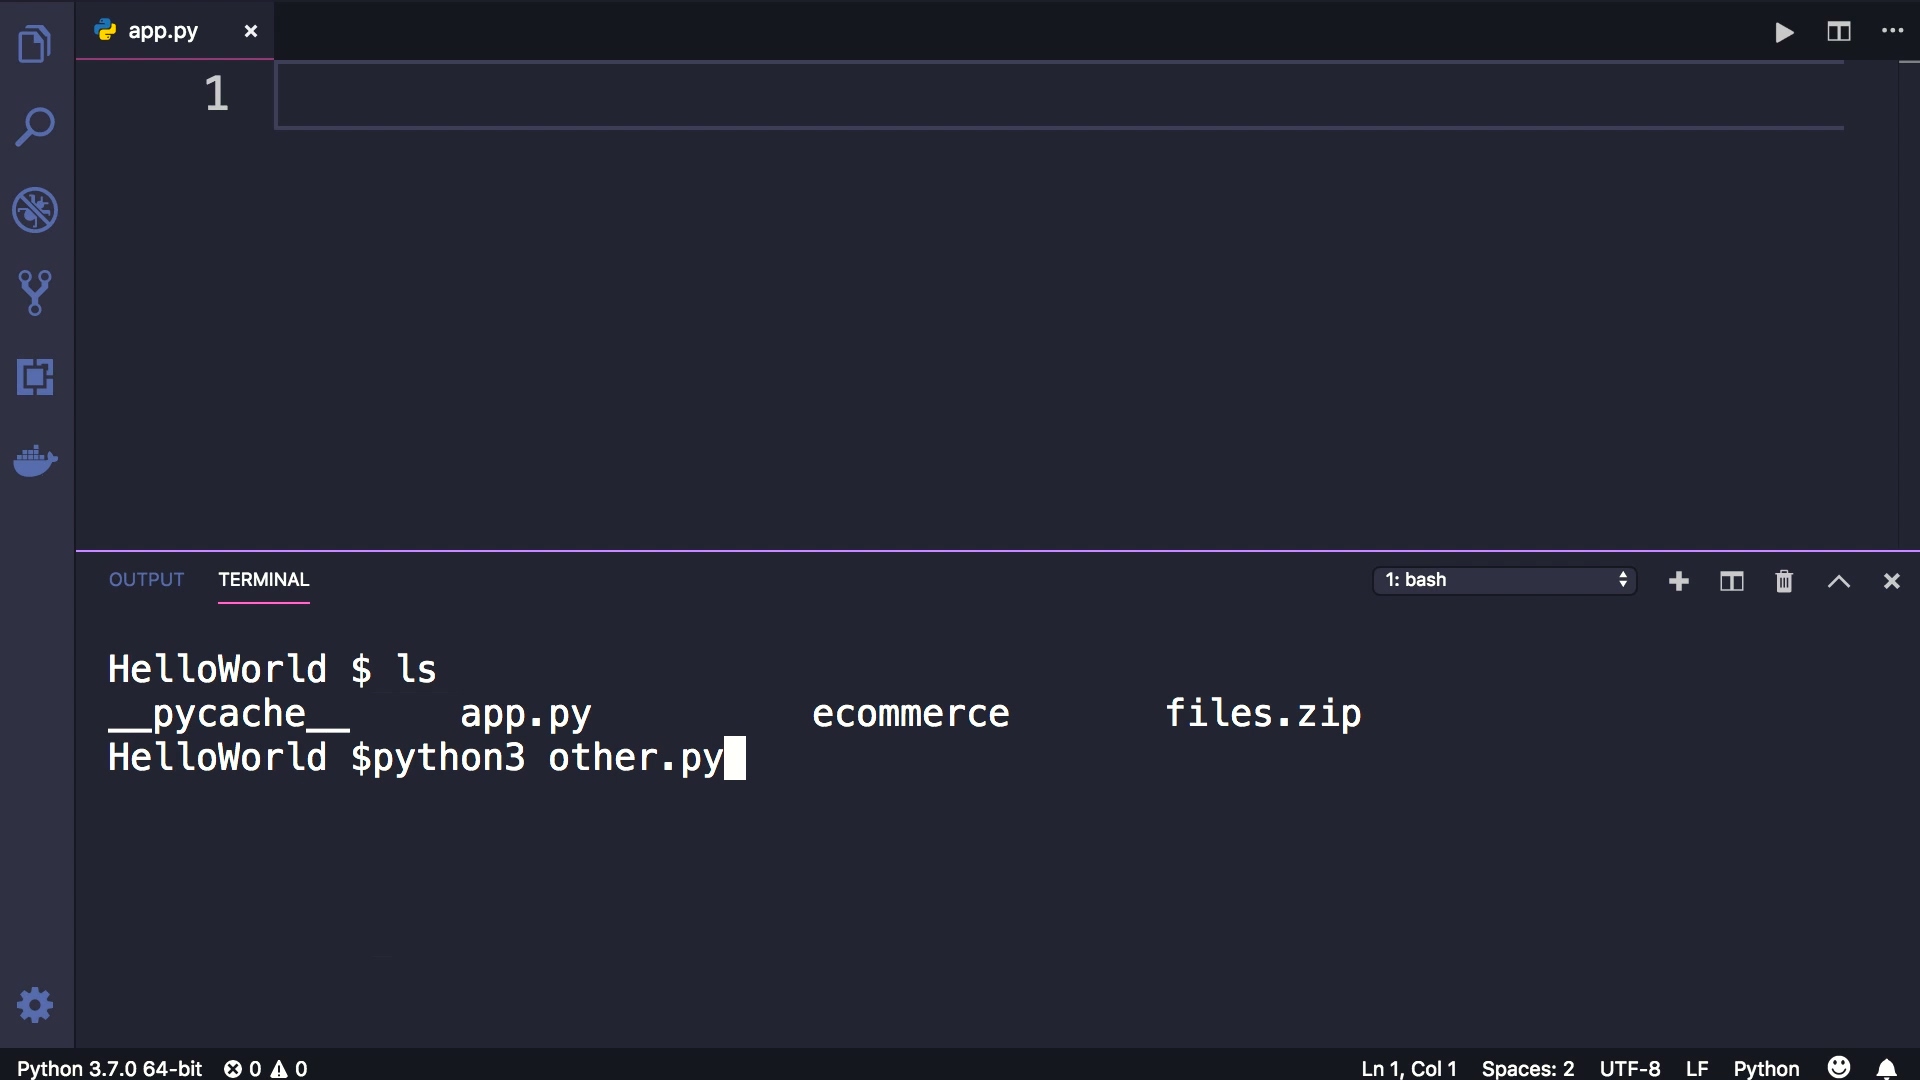 app.py
1
OUTPUT TERMINAL 1: bash
HelloWorld $ ls
__pycache__ app.py ecommerce files.zip
HelloWorld $python3 other.py
Python 3.7.0 64-bit 0 0 Ln 1, Col 1 Spaces: 2 UTF-8 LF Python